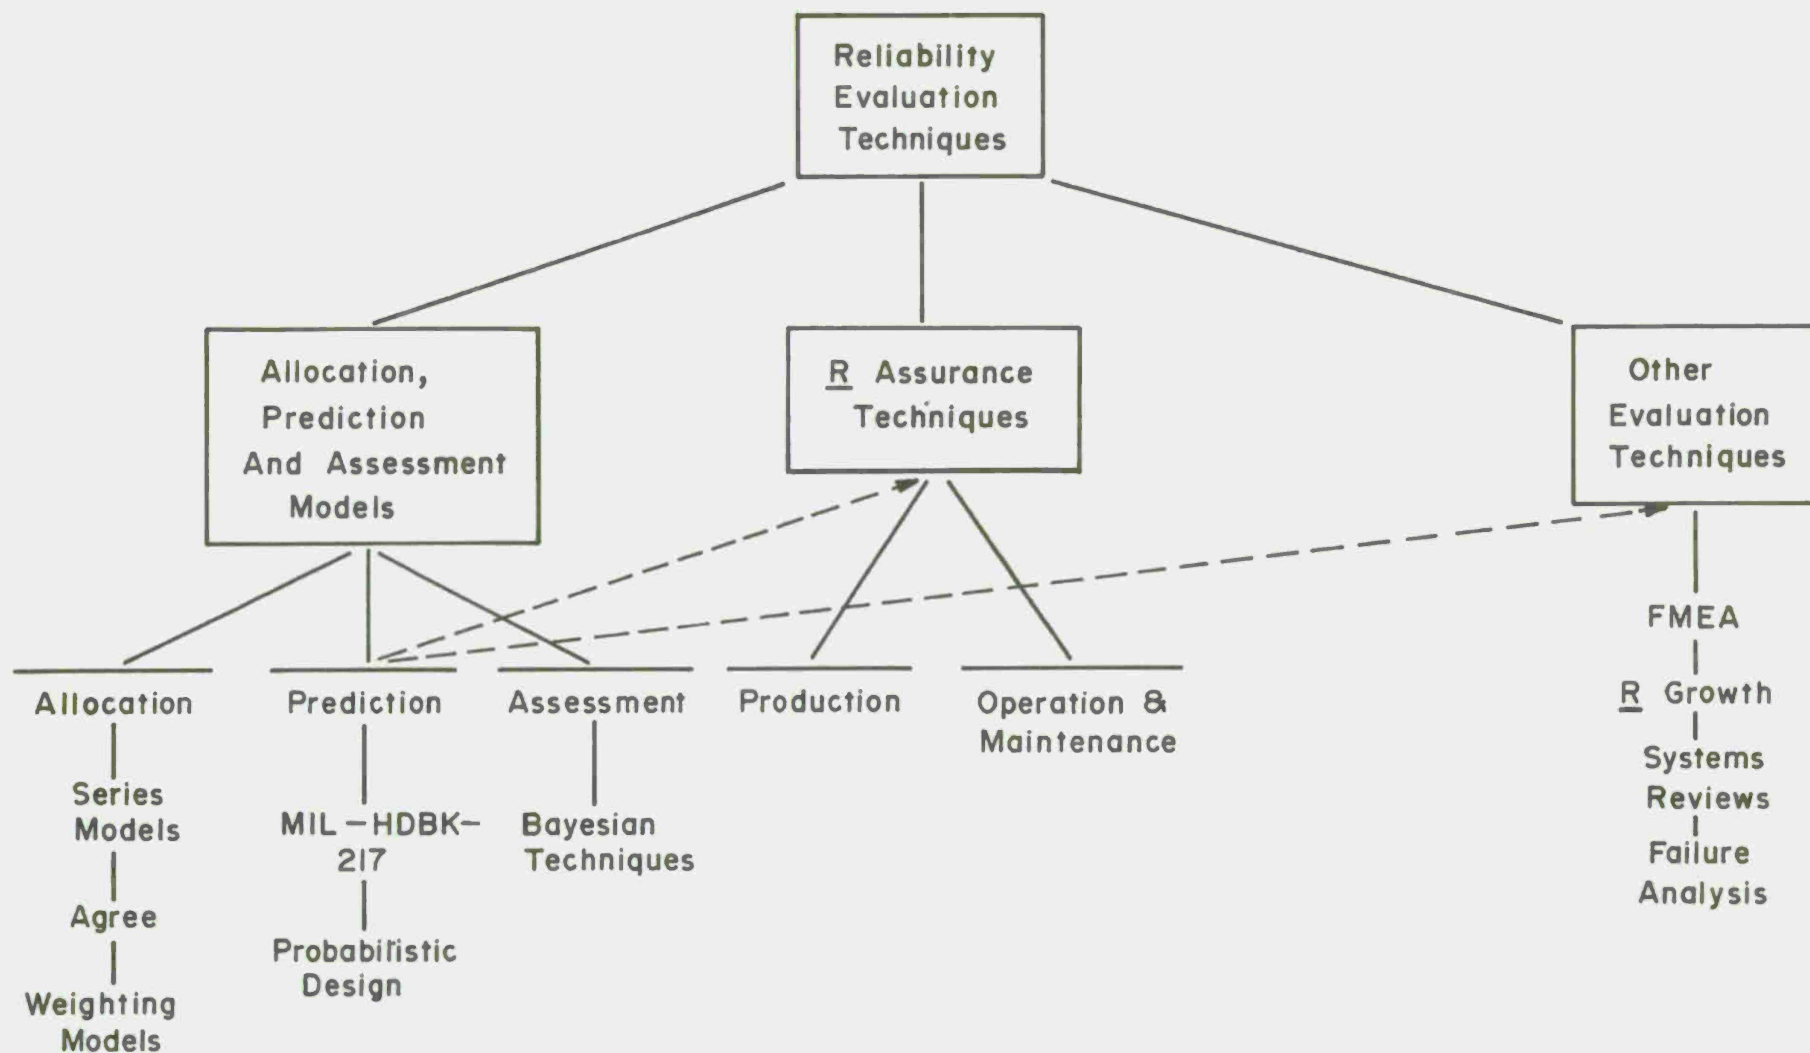 Reliability
Evaluation
Techniques
Allocation,
Prediction
And Assessment
Models
R Assurance
Techniques
Other
Evaluation
Techniques
Allocation
Series
Models
Agree
Weighting
Models
Prediction
MIL-HDBK-
217
Probabilistic
Design
Assessment
Bayesian
Techniques
Production
Operation &
Maintenance
FMEA
R Growth
Systems
Reviews
Failure
Analysis